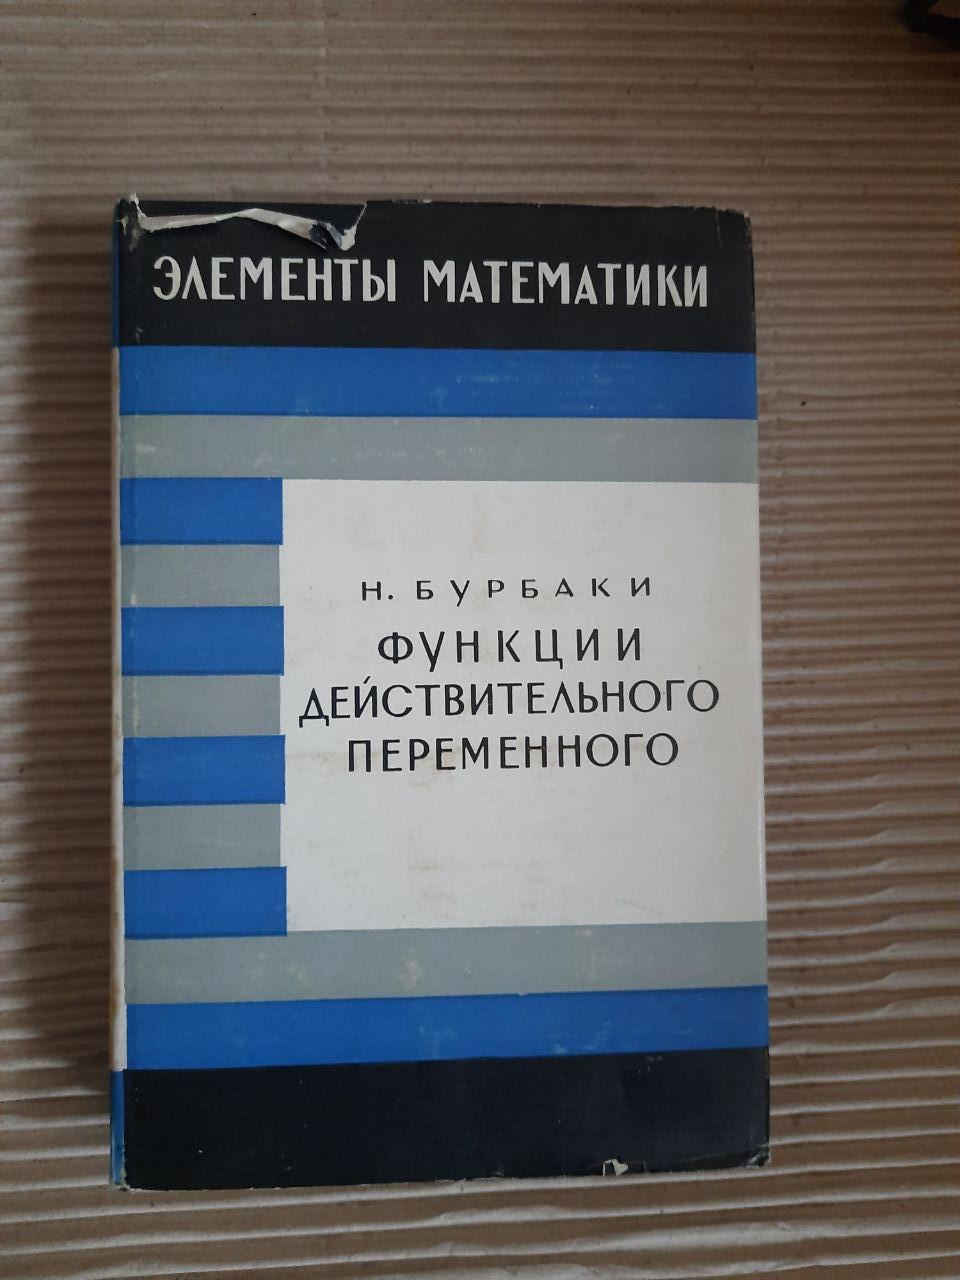 ЭЛЕМЕНТЫ МАТЕМАТИКИ
Н. БУРБАКИ
ФУНКЦИИ
ДЕЙСТВИТЕЛЬНОГО
ПЕРЕМЕННОГО